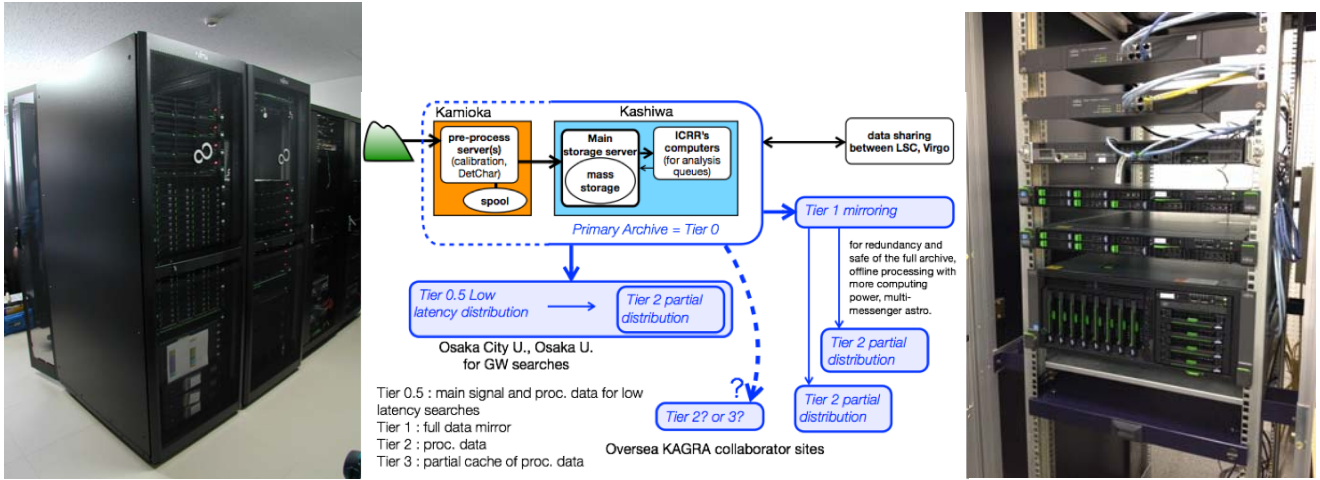 Kamioka
Kashiwa
pre-process
server(s)
(calibration,
DetChar)
spool
Main
storage server
mass
storage
ICRR's
computers
(for analysis
queues)
data sharing
between LSC, Virgo
Primary Archive = Tier 0
Tier 1 mirroring
for redundancy and
safe of the full archive,
offline processing with
more computing
power, multi-
messenger astro.
Tier 0.5 Low
latency distribution
Tier 2 partial
distribution
Osaka City U., Osaka U.
for GW searches
Tier 2 partial
distribution
Tier 2 partial
distribution
?
Tier 2? or 3?
Oversea KAGRA collaborator sites
Tier 0.5 : main signal and proc. data for low
latency searches
Tier 1 : full data mirror
Tier 2 : proc. data
Tier 3 : partial cache of proc. data